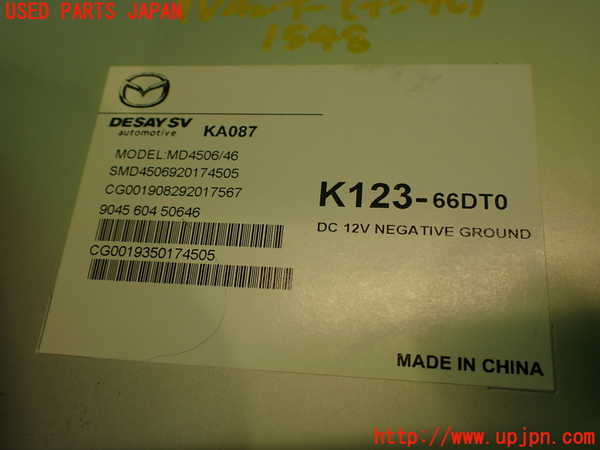 USED PARTS JAPAN
1548
DESAY SV
automotive
KA087
MODEL:MD4506/46
SMD4506920174505
CG001908292017567
9045 604 50646
CG0019350174505
K123-66DT0
DC 12V NEGATIVE GROUND
MADE IN CHINA
http://www.upjpn.com